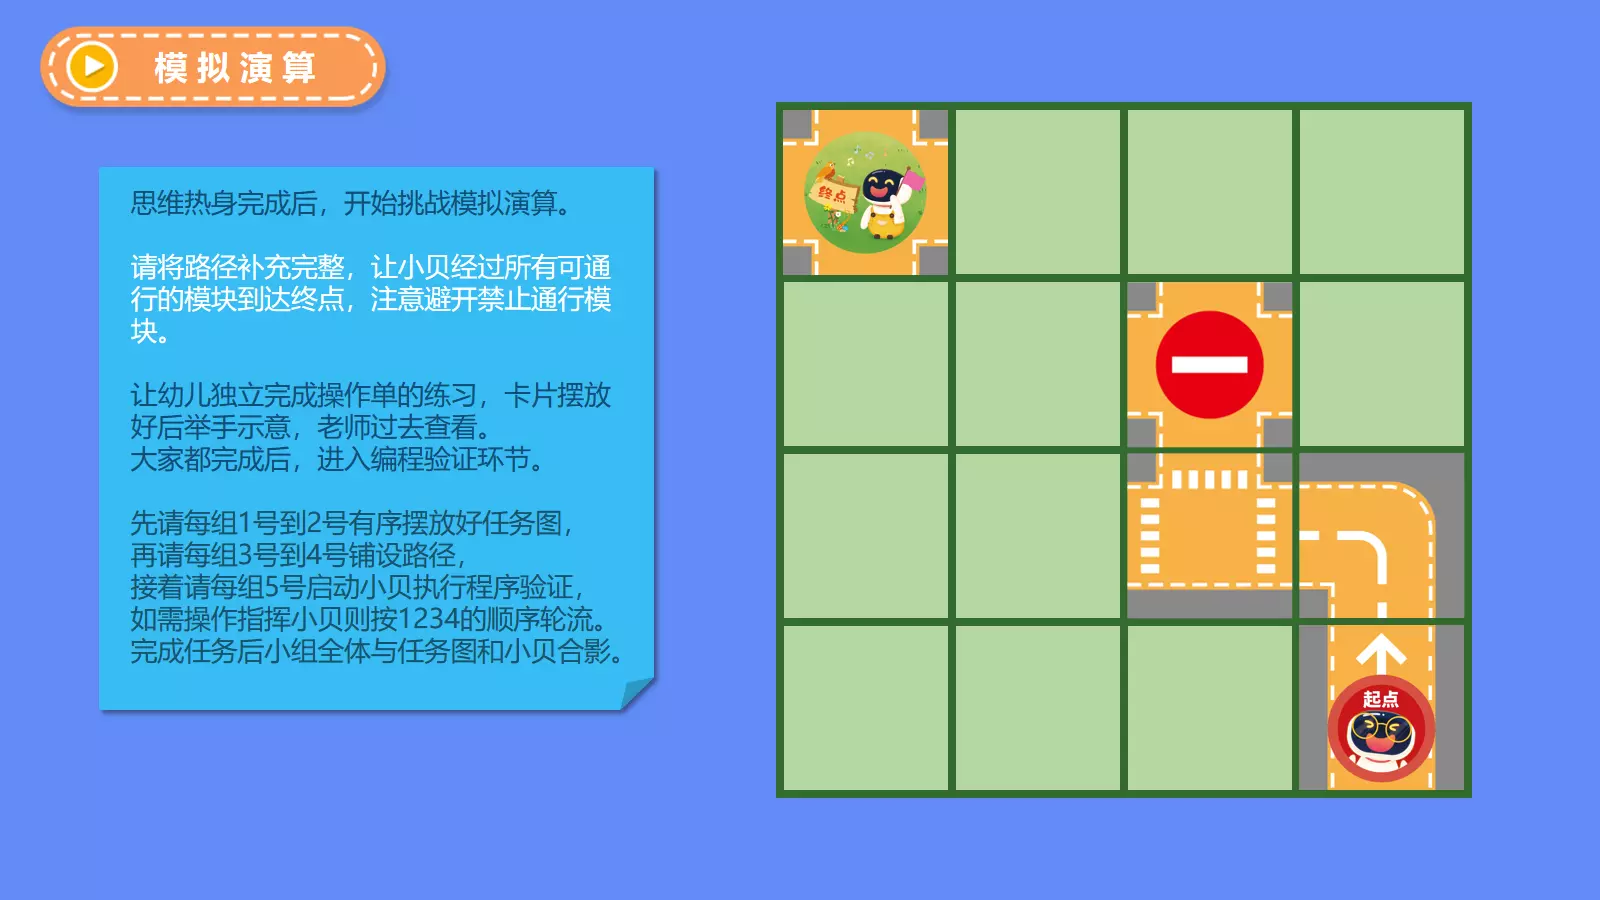 模拟演算
思维热身完成后，开始挑战模拟演算。
请将路径补充完整，让小贝经过所有可通
行的模块到达终点，注意避开禁止通行模
块。
让幼儿独立完成操作单的练习，卡片摆放
好后举手示意，老师过去查看。
大家都完成后，进入编程验证环节。
先请每组1号到2号有序摆放好任务图，
再请每组3号到4号铺设路径，
接着请每组5号启动小贝执行程序验证，
如需操作指挥小贝则按1234的顺序轮流。
完成任务后小组全体与任务图和小贝合影。
终点
起点